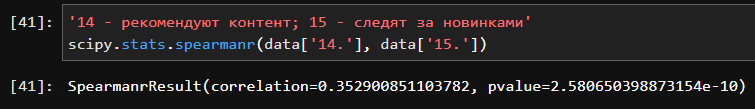 [41]: '14 - рекомендуют контент; 15 - следят за новинками'
scipy.stats.spearmanr(data['14.'], data['15.'])
[41]: SpearmanrResult(correlation=0.352900851103782, pvalue=2.580650398873154e-10)